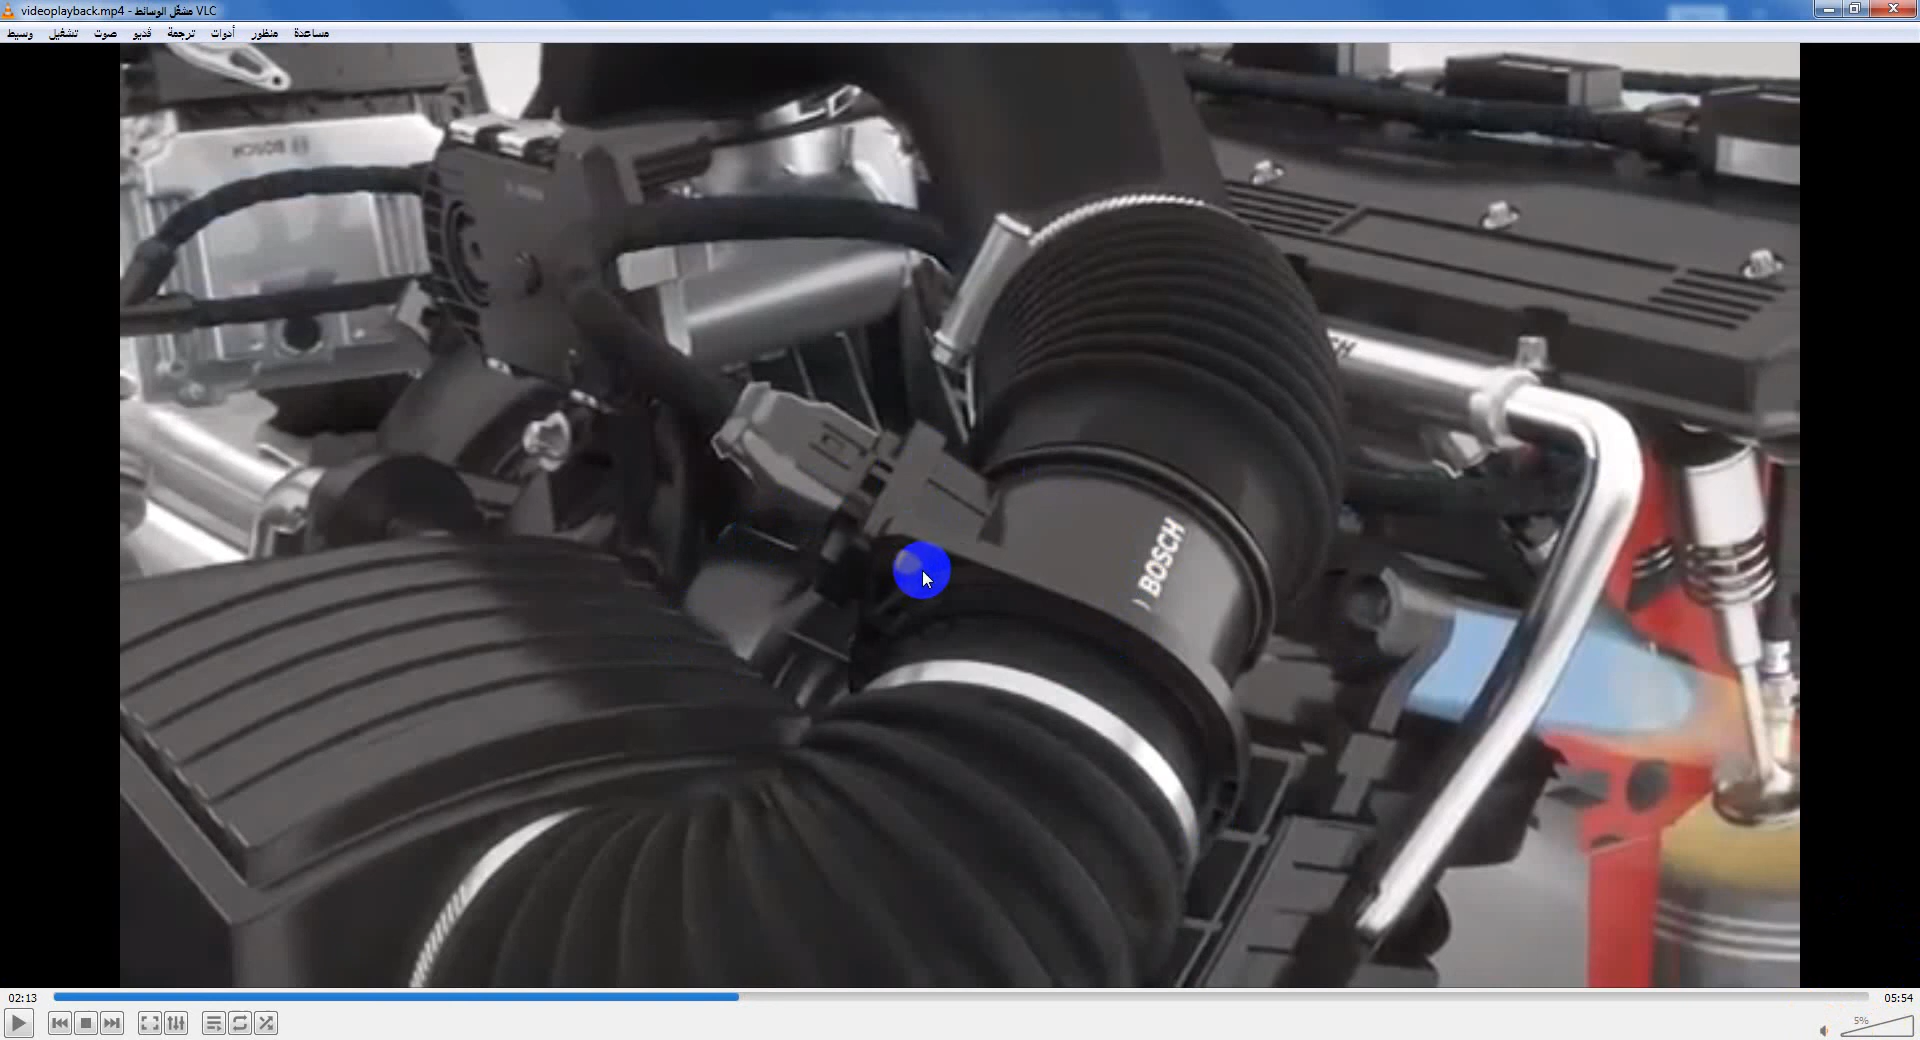 videoplayback.mp4 - مشغّل الوسائط VLC
وسيط تشغيل صوت فديو ترجمة أدوات منظور مساعدة
BOSCH
BOSCH
02:13
05:54
5%